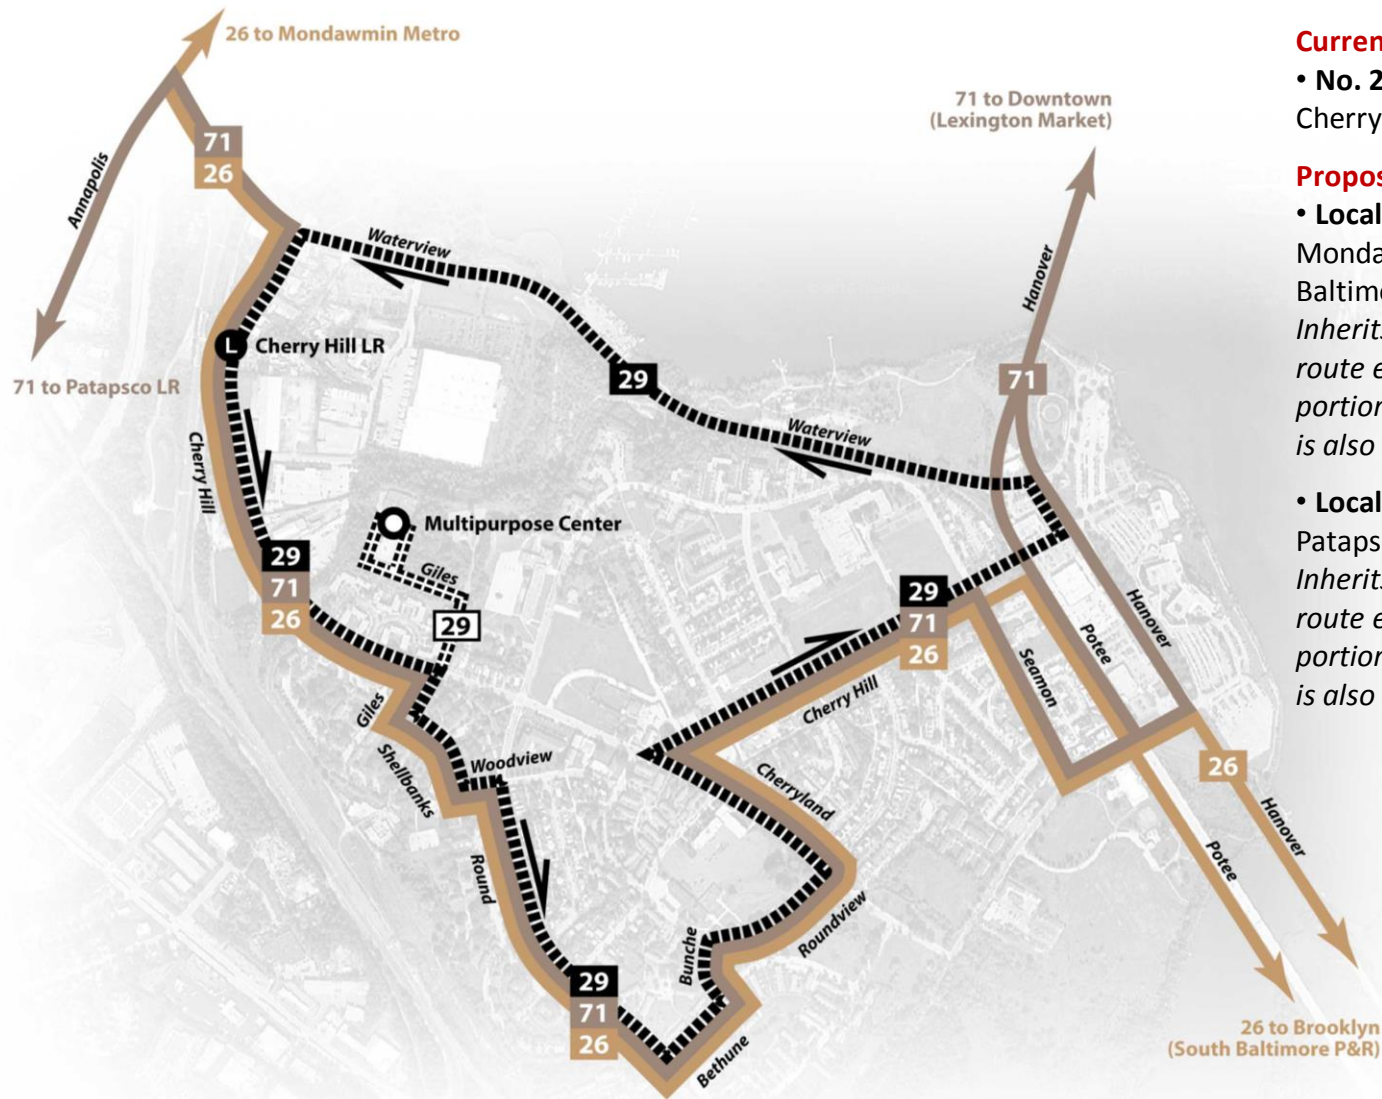 26 to Mondawmin Metro
71
26
Annapolis
71 to Patapsco LR
71 to Downtown
(Lexington Market)
Hanover
71
Waterview
L Cherry Hill LR
29
Waterview
Cherry Hill
Multipurpose Center
Giles
29
29
71
26
29
71
26
Cherry Hill
Seamon
Potee
Hanover
Giles
Shellbanks
Woodview
Round
Cherryland
Roundview
Bunche
Bethune
29
71
26
26
Hanover
Potee
26 to Brooklyn
(South Baltimore P&R)
Curren
• No. 2
Cherry
Propos
• Local
Monda
Baltimo
Inherits
route e
portion
is also
• Local
Pataps
Inherits
route e
portion
is also